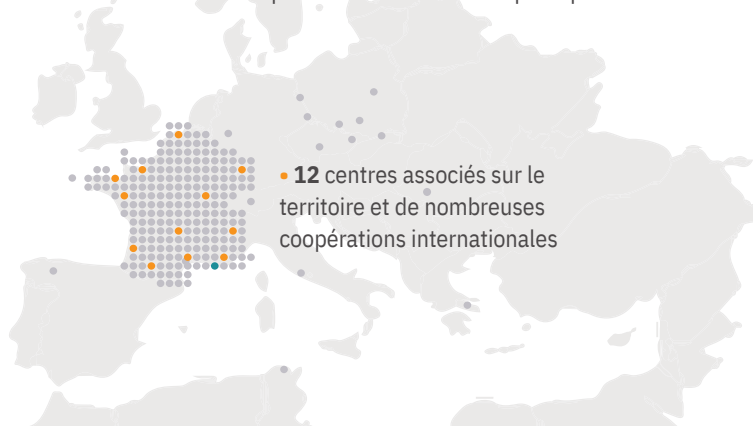 • 12 centres associés sur le
territoire et de nombreuses
coopérations internationales